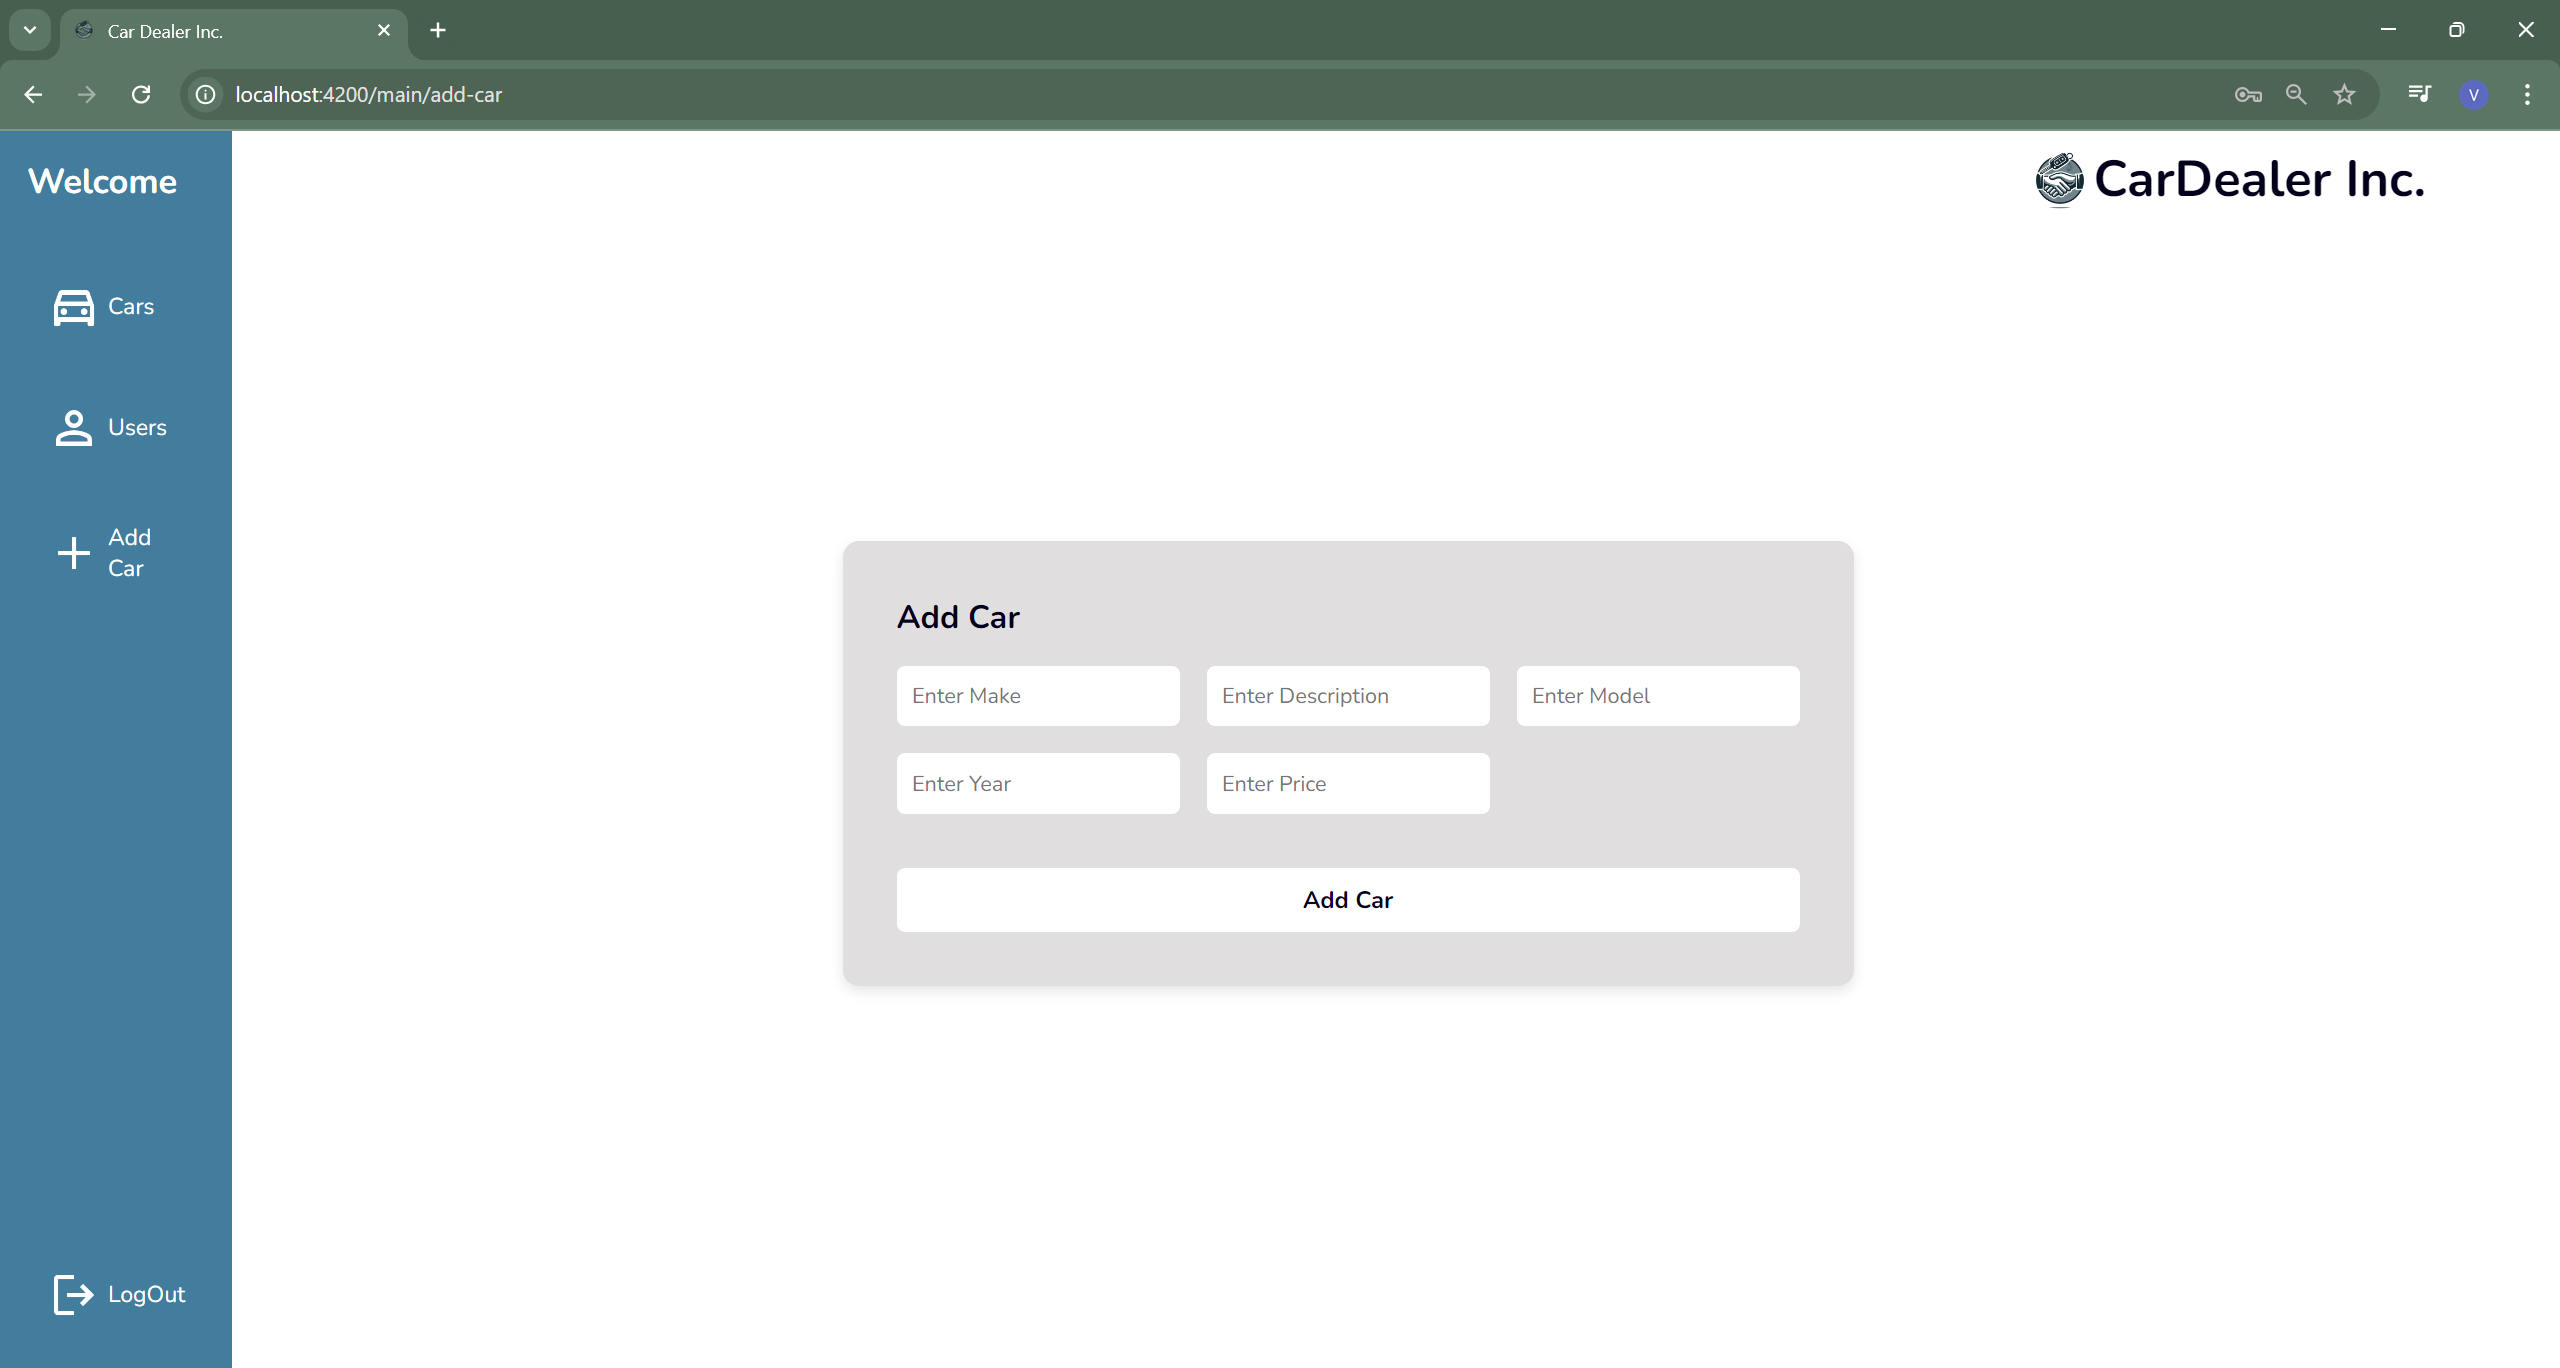 Car Dealer Inc.
localhost:4200/main/add-car
V
Welcome
CarDealer Inc.
Cars
Users
Add
Car
LogOut
Add Car
Enter Make
Enter Description
Enter Model
Enter Year
Enter Price
Add Car